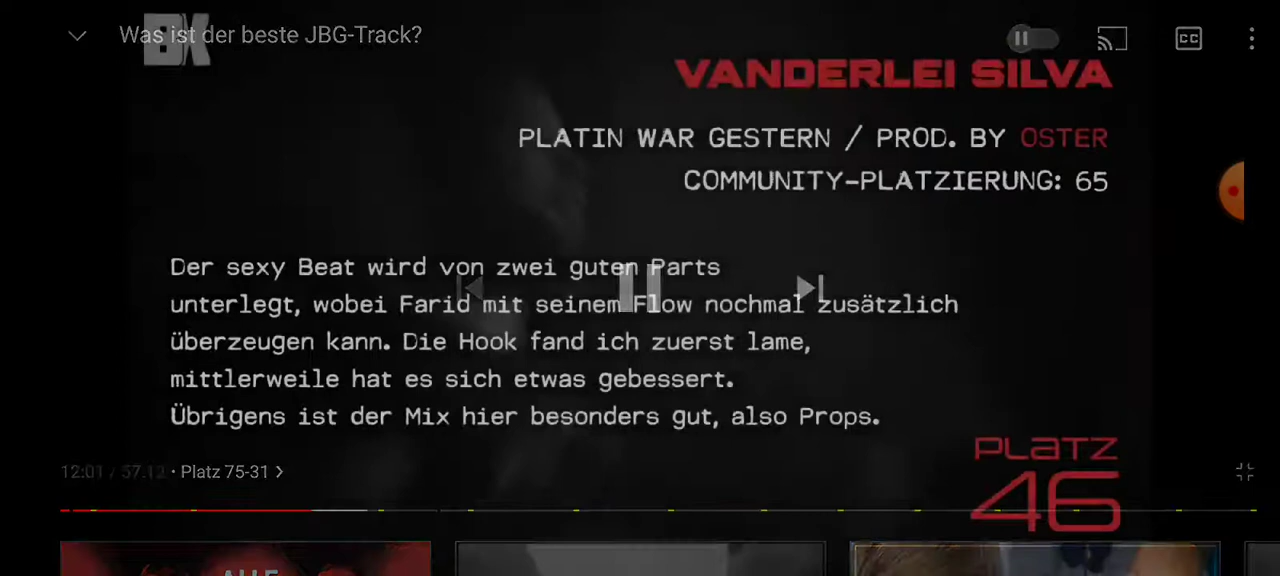 Was ist der beste JBG-Track?
BK
CC
VANDERLEI SILVA
PLATIN WAR GESTERN / PROD. BY OSTER
COMMUNITY-PLATZIERUNG: 65
Der sexy Beat wird von zwei guten Parts
unterlegt, wobei Farid mit seinem Flow nochmal zusätzlich
überzeugen kann. Die Hook fand ich zuerst lame,
mittlerweile hat es sich etwas gebessert.
Übrigens ist der Mix hier besonders gut, also Props.
PLATZ
46
12:01 / 57:12 · Platz 75-31
ALLE